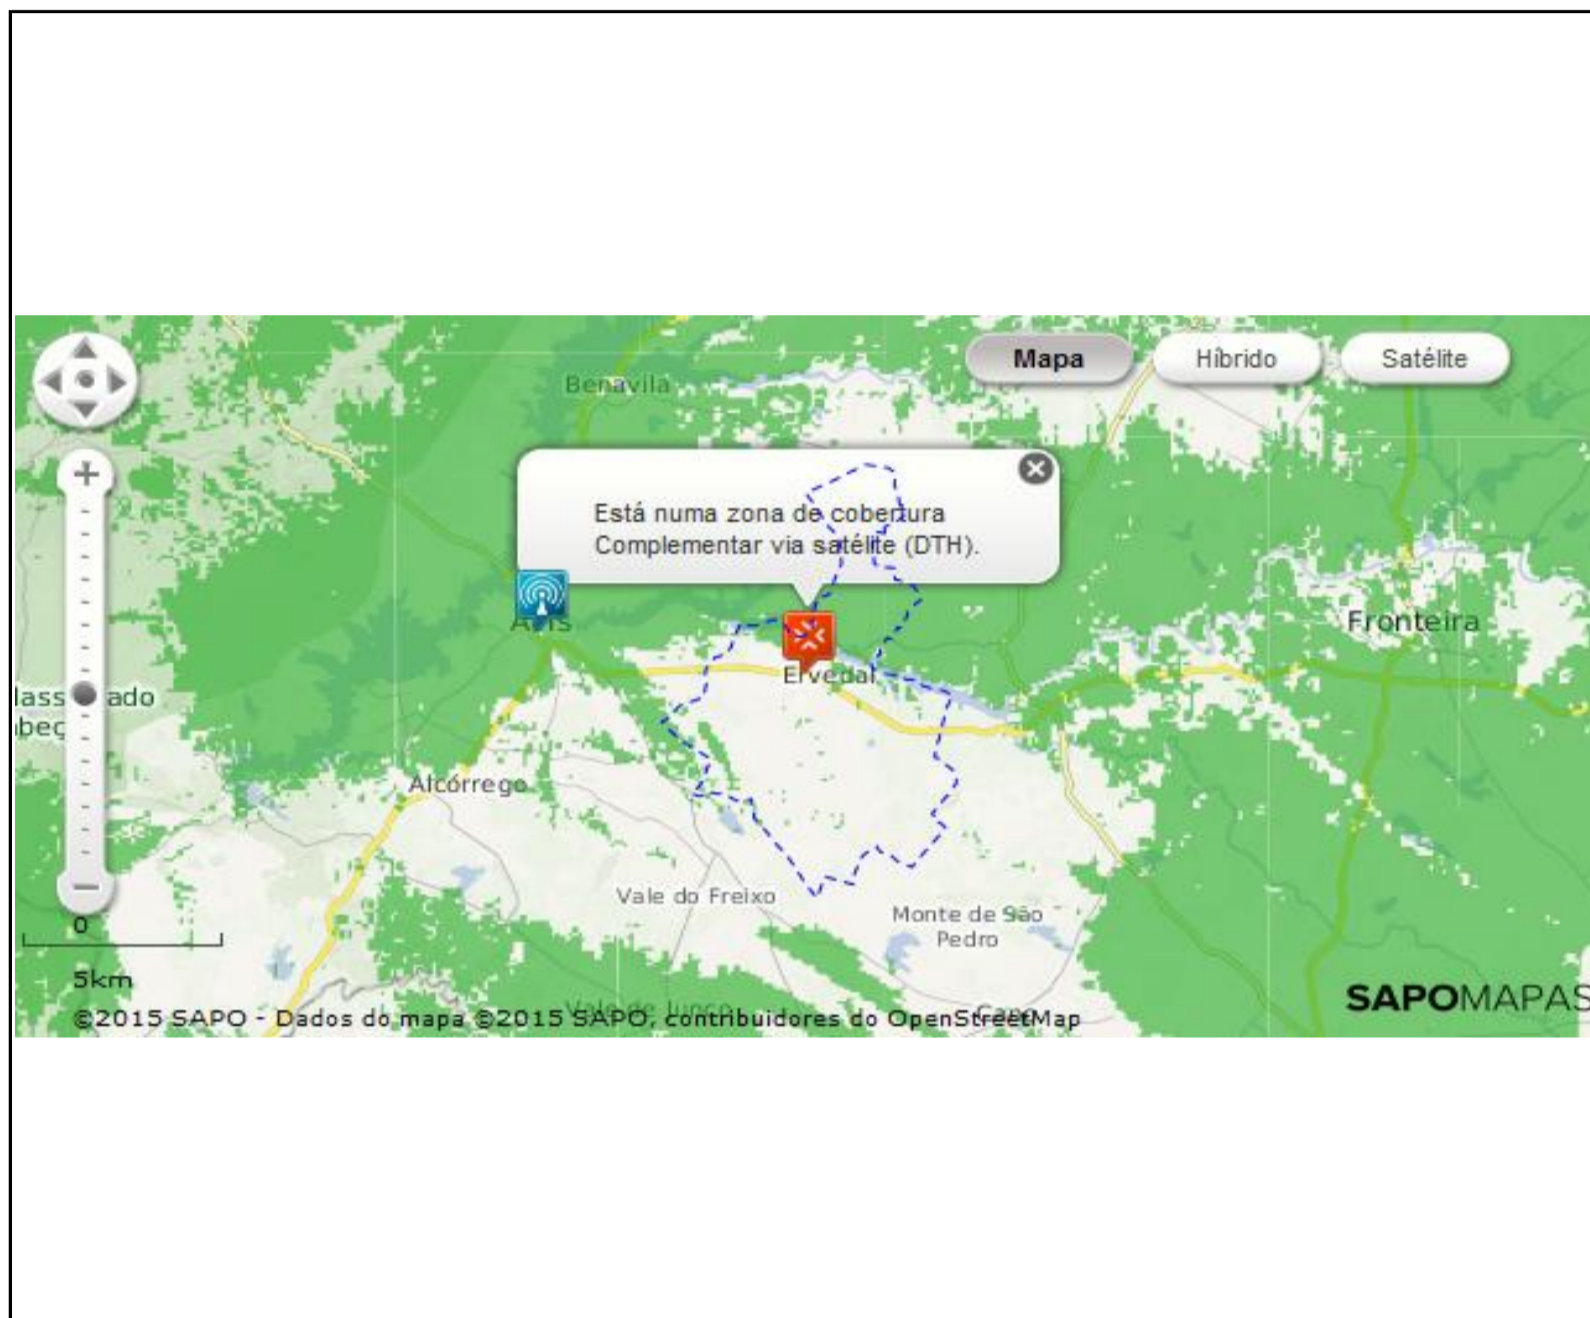 Mapa
Híbrido
Satélite
Benavila
+
Está numa zona de cobertura
Complementar via satélite (DTH).
Avis
Fronteira
Ervedal
Alcórrego
−
Vale do Freixo
Monte de São
Pedro
0
5km
SAPOMAPAS
©2015 SAPO - Dados do mapa ©2015 SAPO, contribuidores do OpenStreetMap